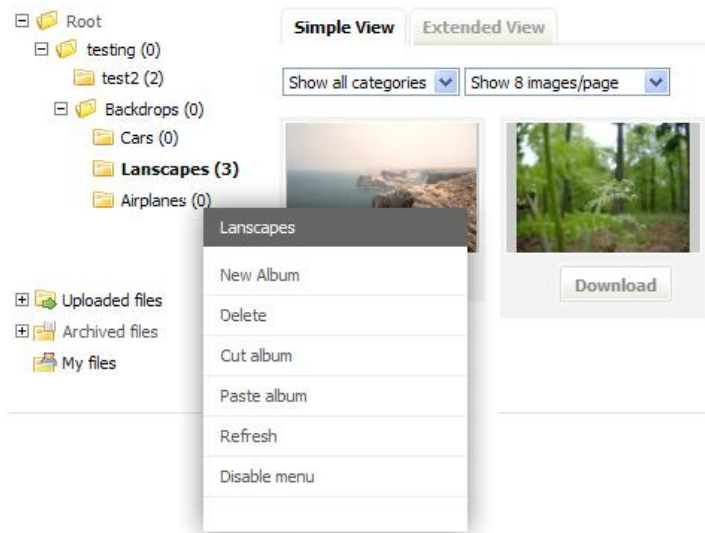 Root
testing (0)
test2 (2)
Backdrops (0)
Cars (0)
Lanscapes (3)
Airplanes (0)
Uploaded files
Archived files
My files
Simple View
Extended View
Show all categories
Show 8 images/page
Download
Lanscapes
New Album
Delete
Cut album
Paste album
Refresh
Disable menu